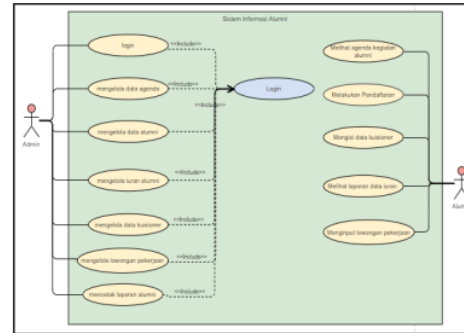 Sistem Informasi Alumni
login
<<Include>>
mengelola data agenda
<<Include>>
mengelola data alumni
<<Include>>
mengelola iuran alumni
<<Include>>
mengelola data kuisioner
<<Include>>
mengelola lowongan pekerjaan
<<Include>>
mencetak laporan alumni
<<Include>>
Admin
Login
Melihat agenda kegiatan
alumni
Melakukan Pendaftaran
Mengisi data kuisioner
Melihat laporan data iuran
Menginput lowongan pekerjaan